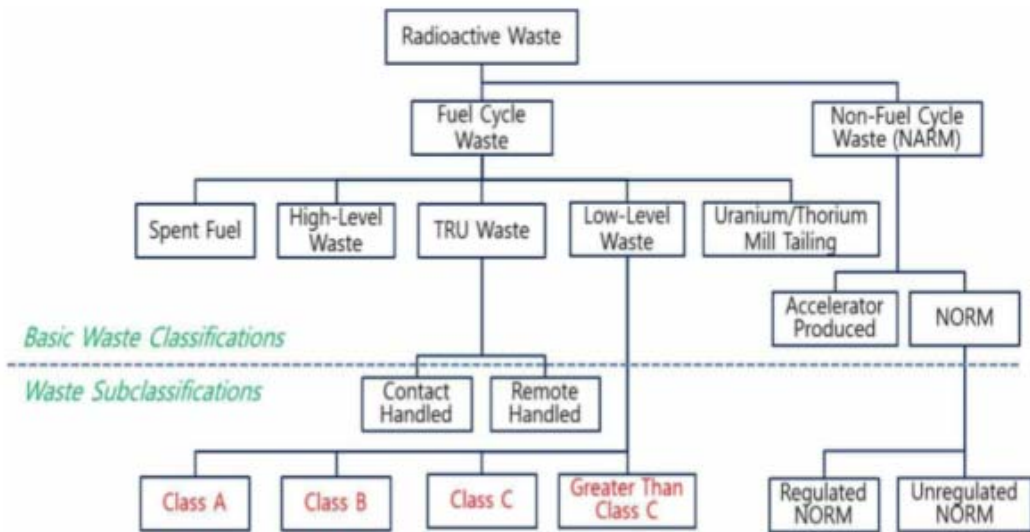 Radioactive Waste
Fuel Cycle
Waste
Non-Fuel Cycle
Waste (NARM)
Spent Fuel
High-Level
Waste
TRU Waste
Low-Level
Waste
Uranium/Thorium
Mill Tailing
Accelerator
Produced
NORM
Basic Waste Classifications
Waste Subclassifications
Contact
Handled
Remote
Handled
Class A
Class B
Class C
Greater Than
Class C
Regulated
NORM
Unregulated
NORM